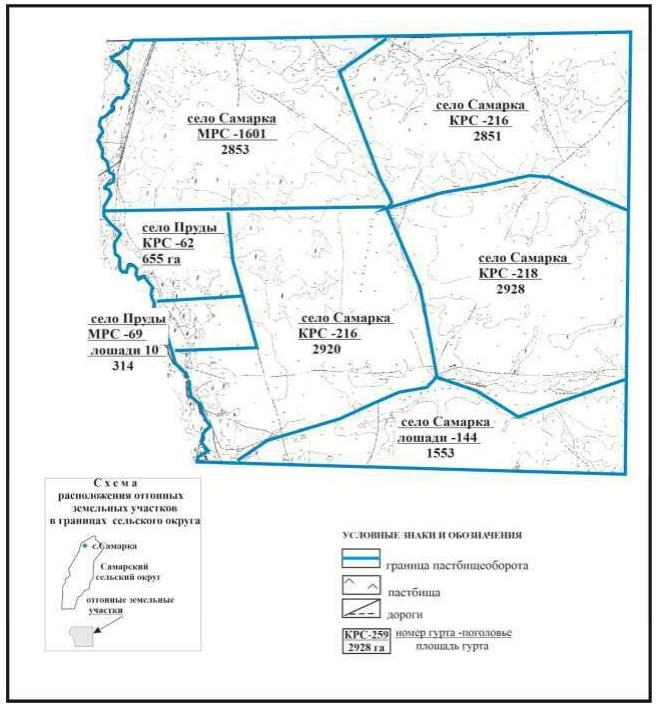 село Самарка
МРС -1601
2853
село Самарка
КРС -216
2851
село Пруды
КРС -62
655 га
село Самарка
КРС -218
2928
село Пруды
МРС -69
лошади 10
314
село Самарка
КРС -216
2920
село Самарка
лошади -144
1553
С х е м а
расположения отгонных
земельных участков
в границах сельского округа
с.Самарка
Самарский
сельский округ
отгонные земельные
участки
УСЛОВНЫЕ ЗНАКИ И ОБОЗНАЧЕНИЯ
граница пастбищеоборота
пастбища
дороги
КРС-259
2928 га
номер гурта -поголовье
площадь гурта